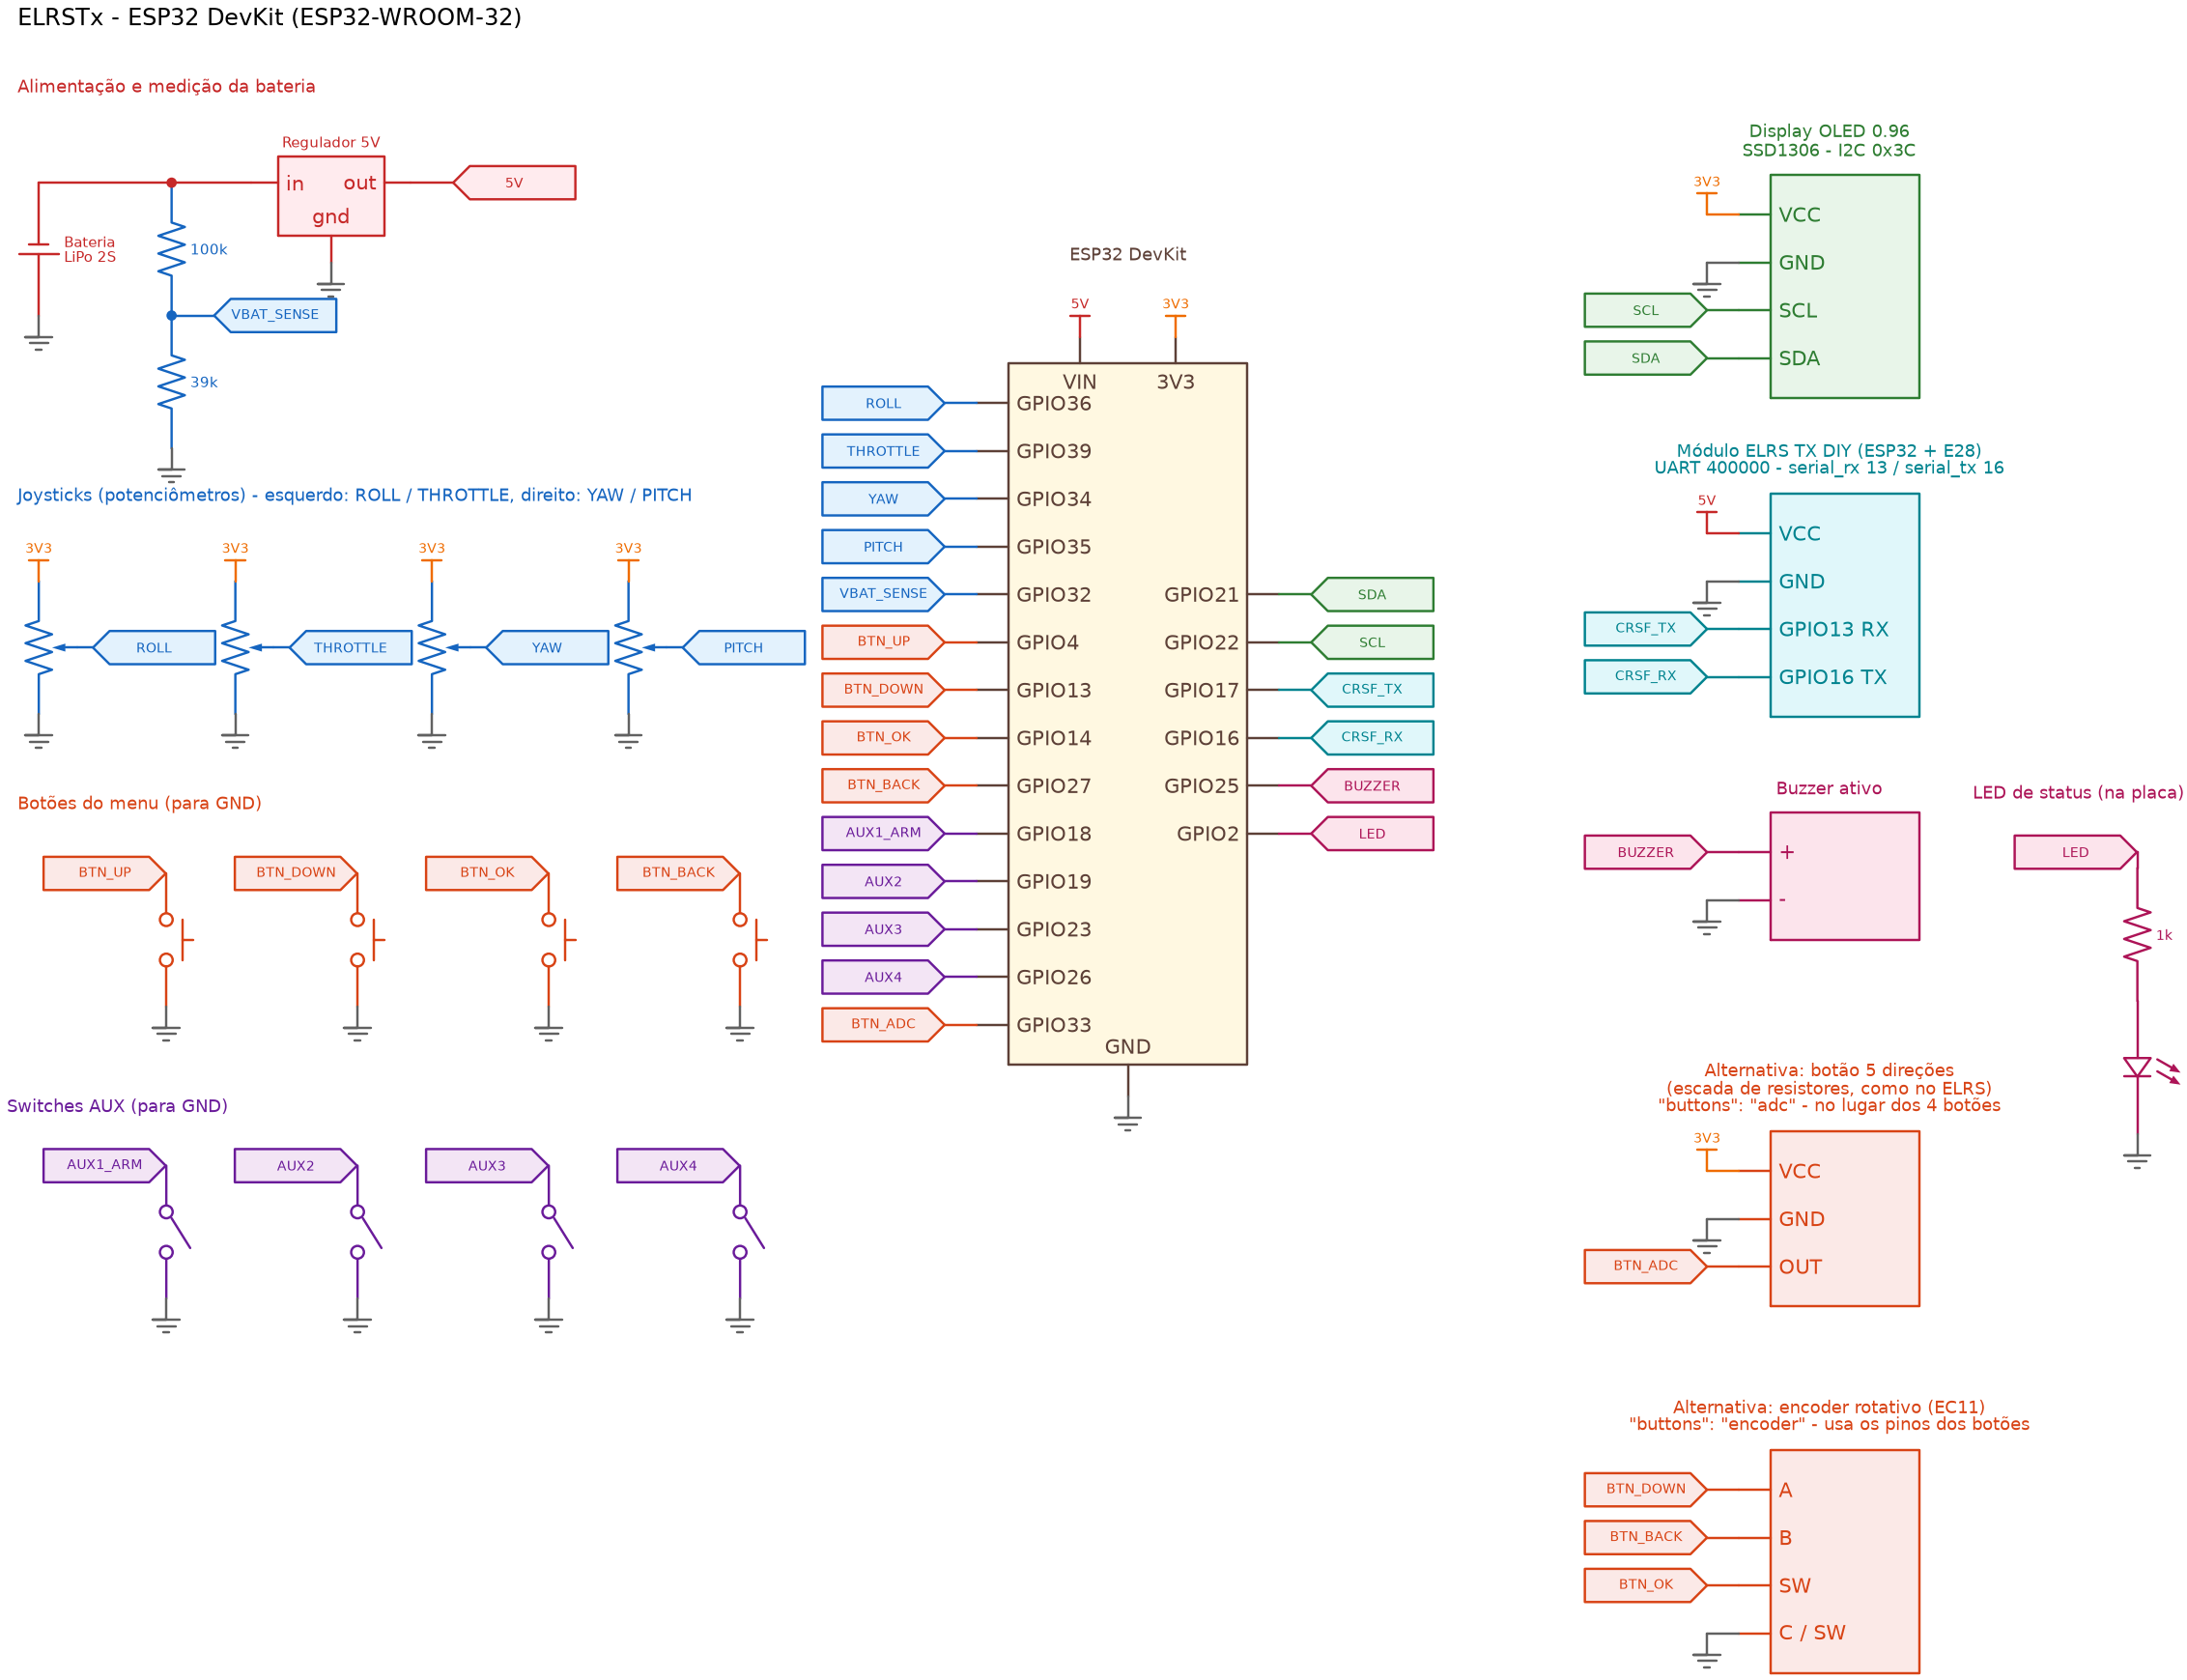 ELRSTx - ESP32 DevKit (ESP32-WROOM-32)
Alimentação e medição da bateria
Regulador 5V
in out
gnd
5V
Bateria
LiPo 2S
100k
VBAT_SENSE
39k
Joysticks (potenciômetros) - esquerdo: ROLL / THROTTLE, direito: YAW / PITCH
3V3 3V3 3V3 3V3
ROLL THROTTLE YAW PITCH
Botões do menu (para GND)
BTN_UP BTN_DOWN BTN_OK BTN_BACK
Switches AUX (para GND)
AUX1_ARM AUX2 AUX3 AUX4
ESP32 DevKit
5V 3V3
VIN 3V3
ROLL GPIO36
THROTTLE GPIO39
YAW GPIO34
PITCH GPIO35
VBAT_SENSE GPIO32 GPIO21 SDA
BTN_UP GPIO4 GPIO22 SCL
BTN_DOWN GPIO13 GPIO17 CRSF_TX
BTN_OK GPIO14 GPIO16 CRSF_RX
BTN_BACK GPIO27 GPIO25 BUZZER
AUX1_ARM GPIO18 GPIO2 LED
AUX2 GPIO19
AUX3 GPIO23
AUX4 GPIO26
BTN_ADC GPIO33
GND
Display OLED 0.96
SSD1306 - I2C 0x3C
3V3
VCC
GND
SCL SCL
SDA SDA
Módulo ELRS TX DIY (ESP32 + E28)
UART 400000 - serial_rx 13 / serial_tx 16
5V
VCC
GND
CRSF_TX GPIO13 RX
CRSF_RX GPIO16 TX
Buzzer ativo
BUZZER +
-
LED de status (na placa)
LED
1k
Alternativa: botão 5 direções
(escada de resistores, como no ELRS)
"buttons": "adc" - no lugar dos 4 botões
3V3
VCC
GND
BTN_ADC OUT
Alternativa: encoder rotativo (EC11)
"buttons": "encoder" - usa os pinos dos botões
BTN_DOWN A
BTN_BACK B
BTN_OK SW
C / SW